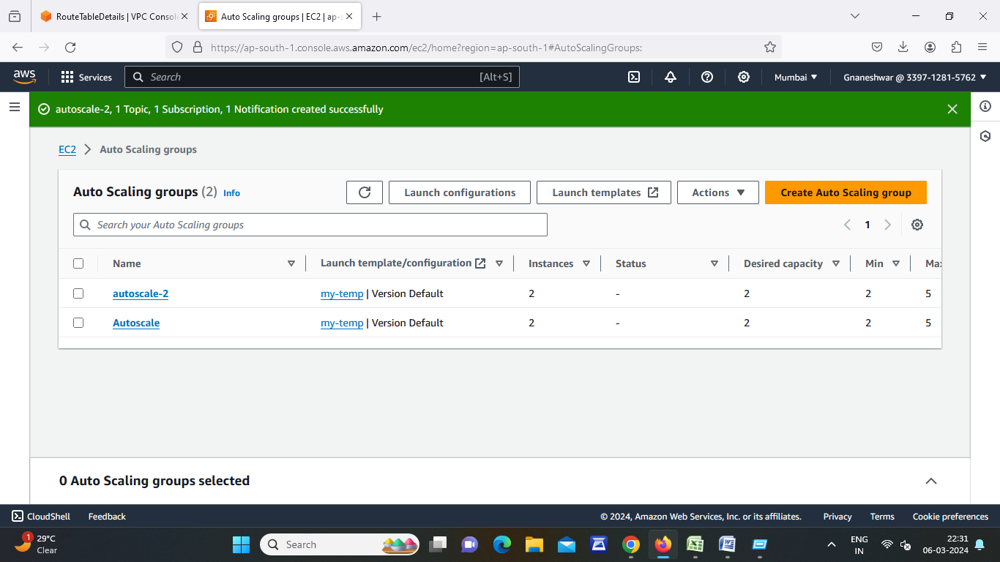 RouteTableDetails | VPC Consol
Auto Scaling groups | EC2 | ap-s
https://ap-south-1.console.aws.amazon.com/ec2/home?region=ap-south-1#AutoScalingGroups:
aws
Services
Search
[Alt+S]
Mumbai
Gnaneshwar @ 3397-1281-5762
autoscale-2, 1 Topic, 1 Subscription, 1 Notification created successfully
EC2 > Auto Scaling groups
Auto Scaling groups (2) Info
Launch configurations
Launch templates
Actions
Create Auto Scaling group
Search your Auto Scaling groups
1
Name Launch template/configuration Instances Status Desired capacity Min Max
autoscale-2 my-temp | Version Default 2 - 2 2 5
Autoscale my-temp | Version Default 2 - 2 2 5
0 Auto Scaling groups selected
CloudShell Feedback © 2024, Amazon Web Services, Inc. or its affiliates. Privacy Terms Cookie preferences
1
29°C
Clear
Search
ENG
IN
22:31
06-03-2024